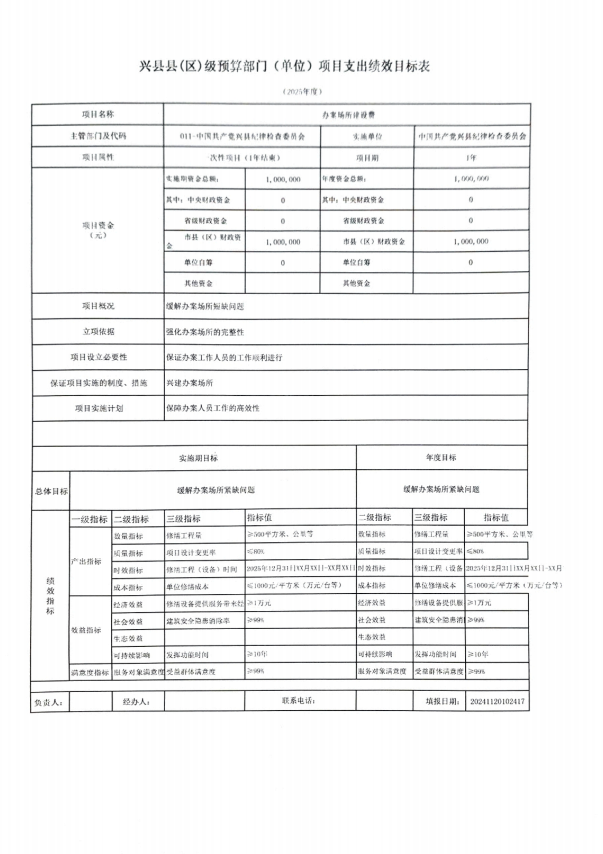 兴县县(区)级预算部门(单位)项目支出绩效目标表
(2025年度)
项目名称 办案场所建设费
主管部门及代码 011-中国共产党兴县纪律检查委员会 实施单位 中国共产党兴县纪律检查委员会
项目属性 一次性项目(1年结束) 项目期 1年
项目资金
(元)
实施期资金总额: 1,000,000 年度资金总额: 1,000,000
其中:中央财政资金 0 其中:中央财政资金 0
省级财政资金 0 省级财政资金 0
市县(区)财政资金 1,000,000 市县(区)财政资金 1,000,000
单位自筹 0 单位自筹 0
其他资金 其他资金
项目概况 缓解办案场所短缺问题
立项依据 强化办案场所的完整性
项目设立必要性 保证办案工作人员的工作顺利进行
保证项目实施的制度、措施 兴建办案场所
项目实施计划 保障办案人员工作的高效性
实施期目标 年度目标
总体目标 缓解办案场所紧缺问题 缓解办案场所紧缺问题
绩效指标
一级指标 二级指标 三级指标 指标值 二级指标 三级指标 指标值
产出指标
数量指标 修缮工程量 ≥500平方米、公里等 数量指标 修缮工程量 ≥500平方米、公里等
质量指标 项目设计变更率 ≤80% 质量指标 项目设计变更率 ≤80%
时效指标 修缮工程(设备)时间 2025年12月31日XX月XX日-XX月XX日 时效指标 修缮工程(设备 2025年12月31日XX月XX日-XX月
成本指标 单位修缮成本 ≤1000元/平方米(万元/台等) 成本指标 单位修缮成本 ≤1000元/平方米(万元/台等)
效益指标
经济效益 修缮设备提供服务带来经 ≥1万元 经济效益 修缮设备提供服 ≥1万元
社会效益 建筑安全隐患消除率 ≥99% 社会效益 建筑安全隐患消 ≥99%
生态效益 生态效益
可持续影响 发挥功能时间 ≥10年 可持续影响 发挥功能时间 ≥10年
满意度指标 服务对象满意度 受益群体满意度 ≥99% 服务对象满意度 受益群体满意度 ≥99%
负责人: 经办人: 联系电话: 填报日期: 20241120102417